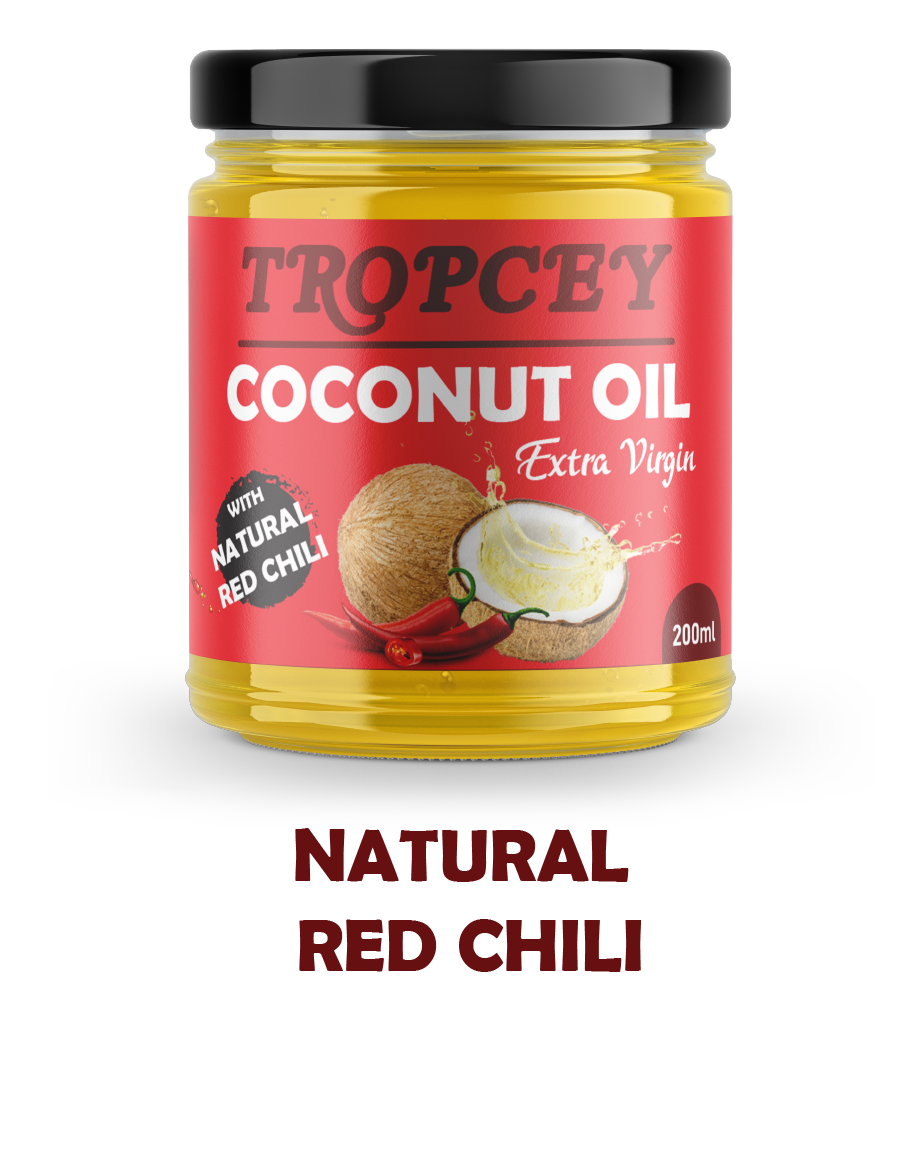 TROPCEY
COCONUT OIL
Extra Virgin
WITH
NATURAL
RED CHILI
200ml
NATURAL
RED CHILI